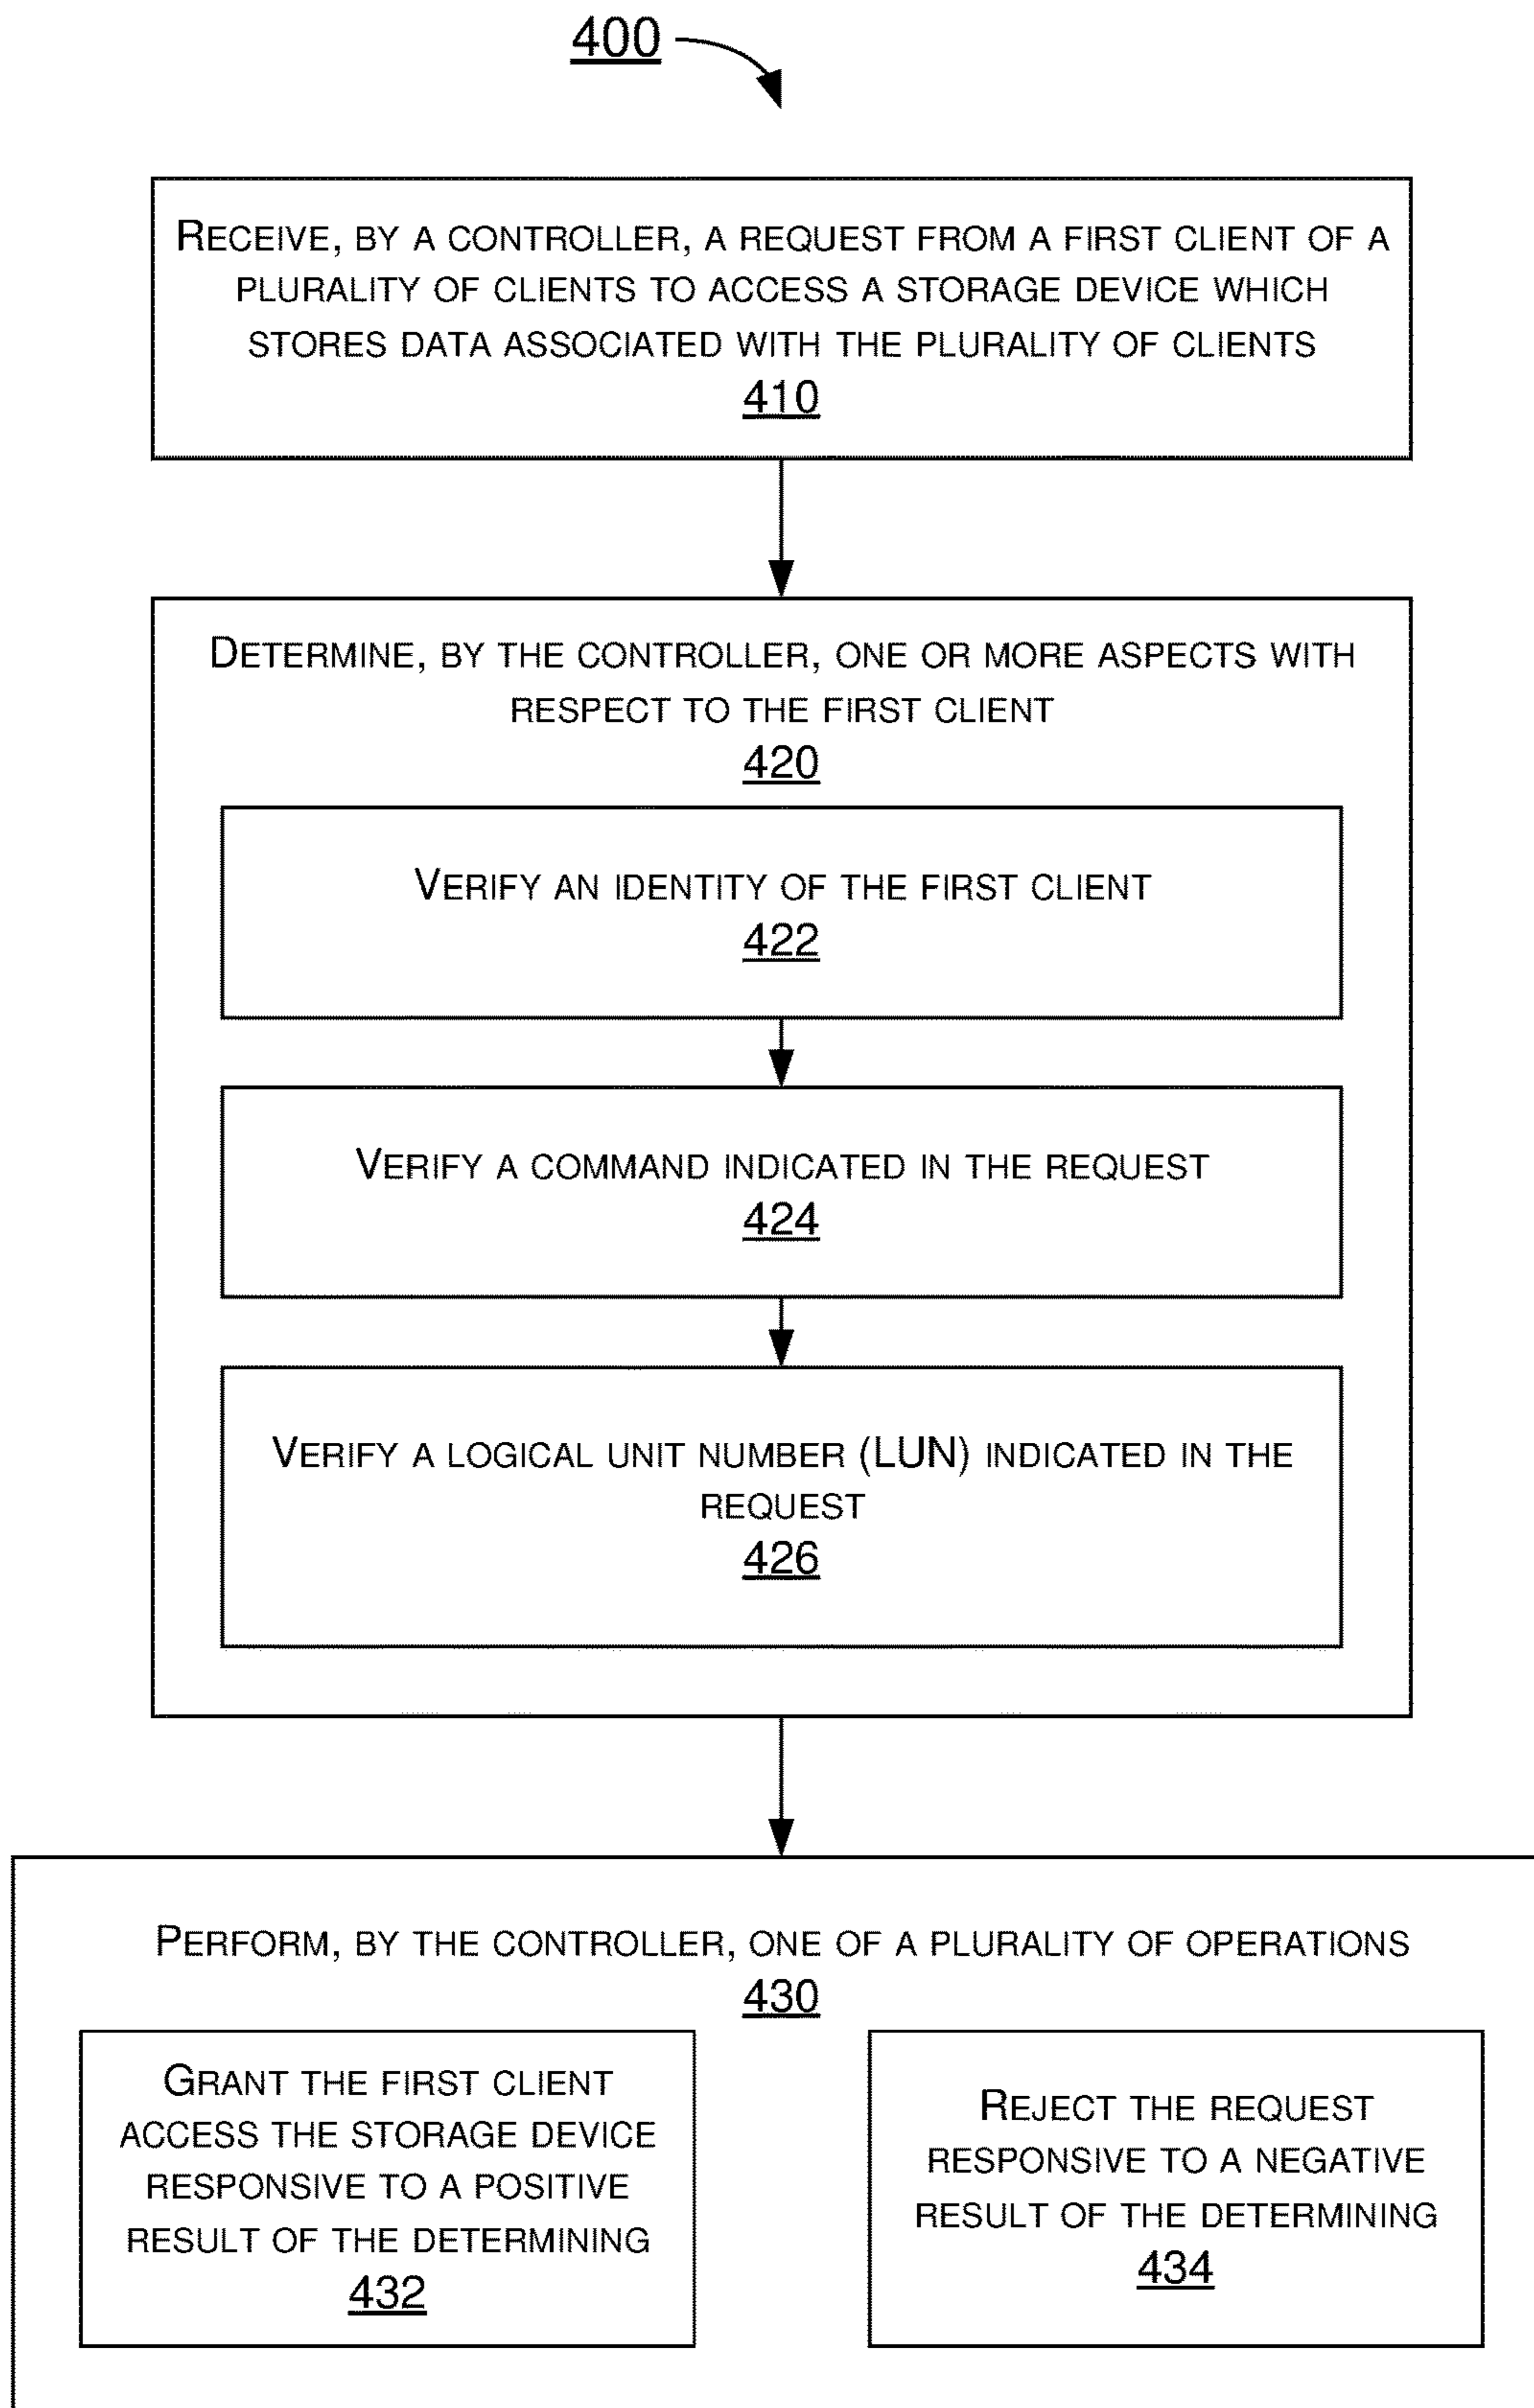 400
RECEIVE, BY A CONTROLLER, A REQUEST FROM A FIRST CLIENT OF A
PLURALITY OF CLIENTS TO ACCESS A STORAGE DEVICE WHICH
STORES DATA ASSOCIATED WITH THE PLURALITY OF CLIENTS
410
DETERMINE, BY THE CONTROLLER, ONE OR MORE ASPECTS WITH
RESPECT TO THE FIRST CLIENT
420
VERIFY AN IDENTITY OF THE FIRST CLIENT
422
VERIFY A COMMAND INDICATED IN THE REQUEST
424
VERIFY A LOGICAL UNIT NUMBER (LUN) INDICATED IN THE
REQUEST
426
PERFORM, BY THE CONTROLLER, ONE OF A PLURALITY OF OPERATIONS
430
GRANT THE FIRST CLIENT
ACCESS THE STORAGE DEVICE
RESPONSIVE TO A POSITIVE
RESULT OF THE DETERMINING
432
REJECT THE REQUEST
RESPONSIVE TO A NEGATIVE
RESULT OF THE DETERMINING
434